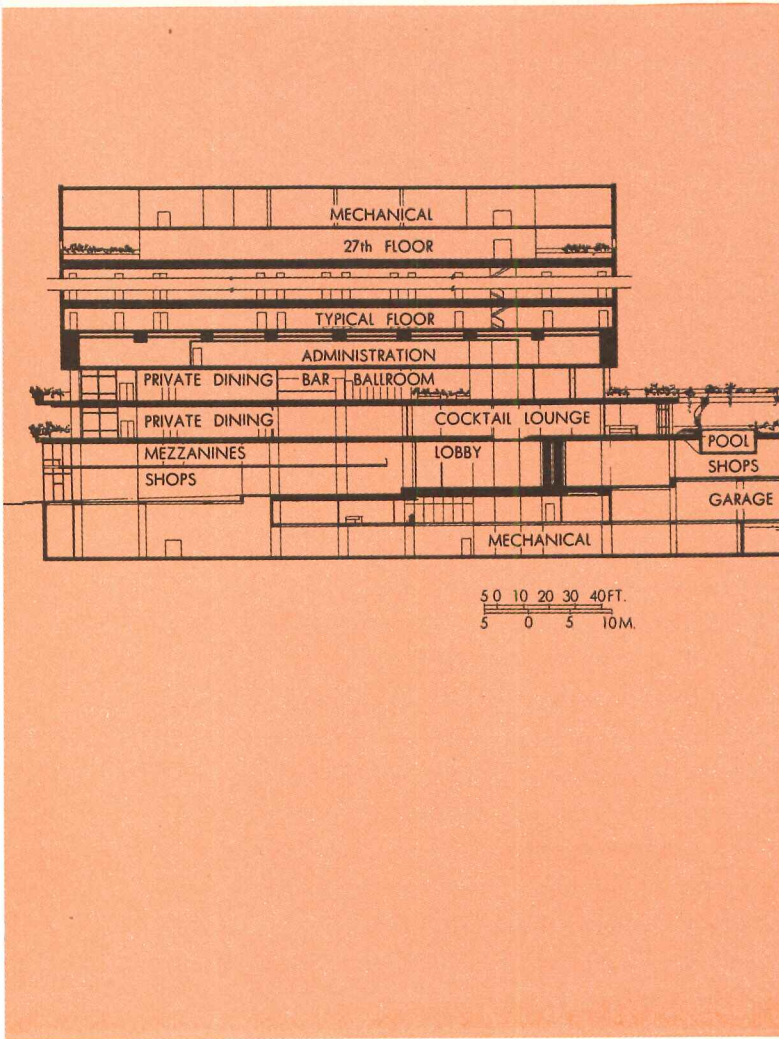 MECHANICAL
27th FLOOR
TYPICAL FLOOR
ADMINISTRATION
PRIVATE DINING BAR BALLROOM
PRIVATE DINING COCKTAIL LOUNGE
MEZZANINES LOBBY POOL
SHOPS SHOPS
GARAGE
MECHANICAL
5 0 10 20 30 40FT.
5 0 5 10M.